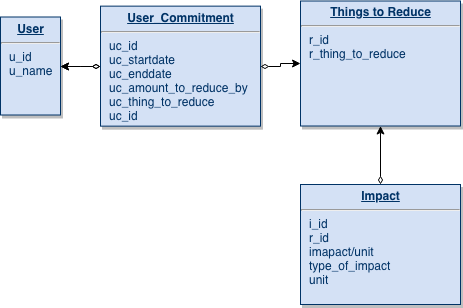 User
u_id
u_name
User_Commitment
uc_id
uc_startdate
uc_enddate
uc_amount_to_reduce_by
uc_thing_to_reduce
uc_id
Things to Reduce
r_id
r_thing_to_reduce
Impact
i_id
r_id
imapact/unit
type_of_impact
unit